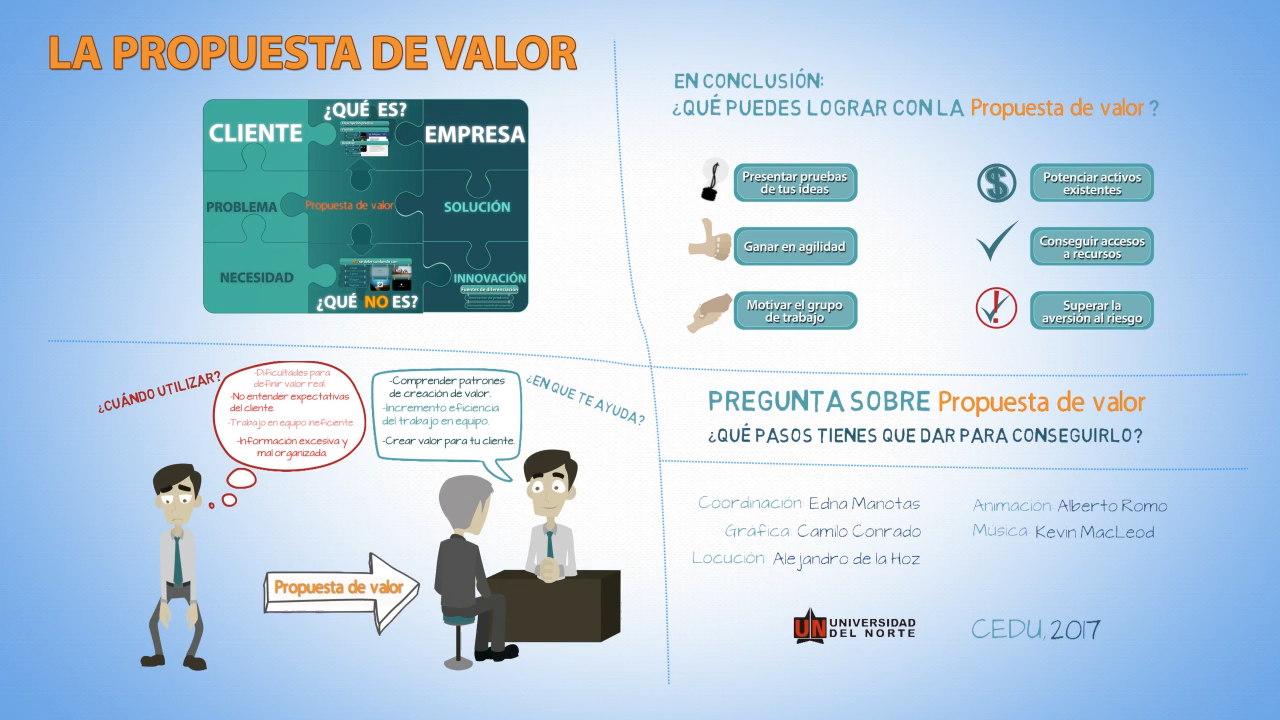 LA PROPUESTA DE VALOR
CLIENTE
¿QUÉ ES?
EMPRESA
PROBLEMA
Propuesta de valor
SOLUCIÓN
NECESIDAD
INNOVACIÓN
Fuentes de diferenciación
¿QUÉ NO ES?
¿CUÁNDO UTILIZAR?
-Dificultades para
definir valor real.
-No entender expectativas
del cliente.
-Trabajo en equipo ineficiente.
-Información excesiva y
mal organizada.
-Comprender patrones
de creación de valor.
-Incremento eficiencia
del trabajo en equipo.
-Crear valor para tu cliente.
¿EN QUE TE AYUDA?
Propuesta de valor
EN CONCLUSIÓN:
¿QUÉ PUEDES LOGRAR CON LA Propuesta de valor ?
Presentar pruebas
de tus ideas
Ganar en agilidad
Motivar el grupo
de trabajo
Potenciar activos
existentes
Conseguir accesos
a recursos
Superar la
aversión al riesgo
PREGUNTA SOBRE Propuesta de valor
¿QUÉ PASOS TIENES QUE DAR PARA CONSEGUIRLO?
Coordinación Edna Manotas
Gráfica Camilo Conrado
Locución Alejandro de la Hoz
Animación Alberto Romo
Música Kevin MacLeod
UN UNIVERSIDAD
DEL NORTE
CEDU, 2017